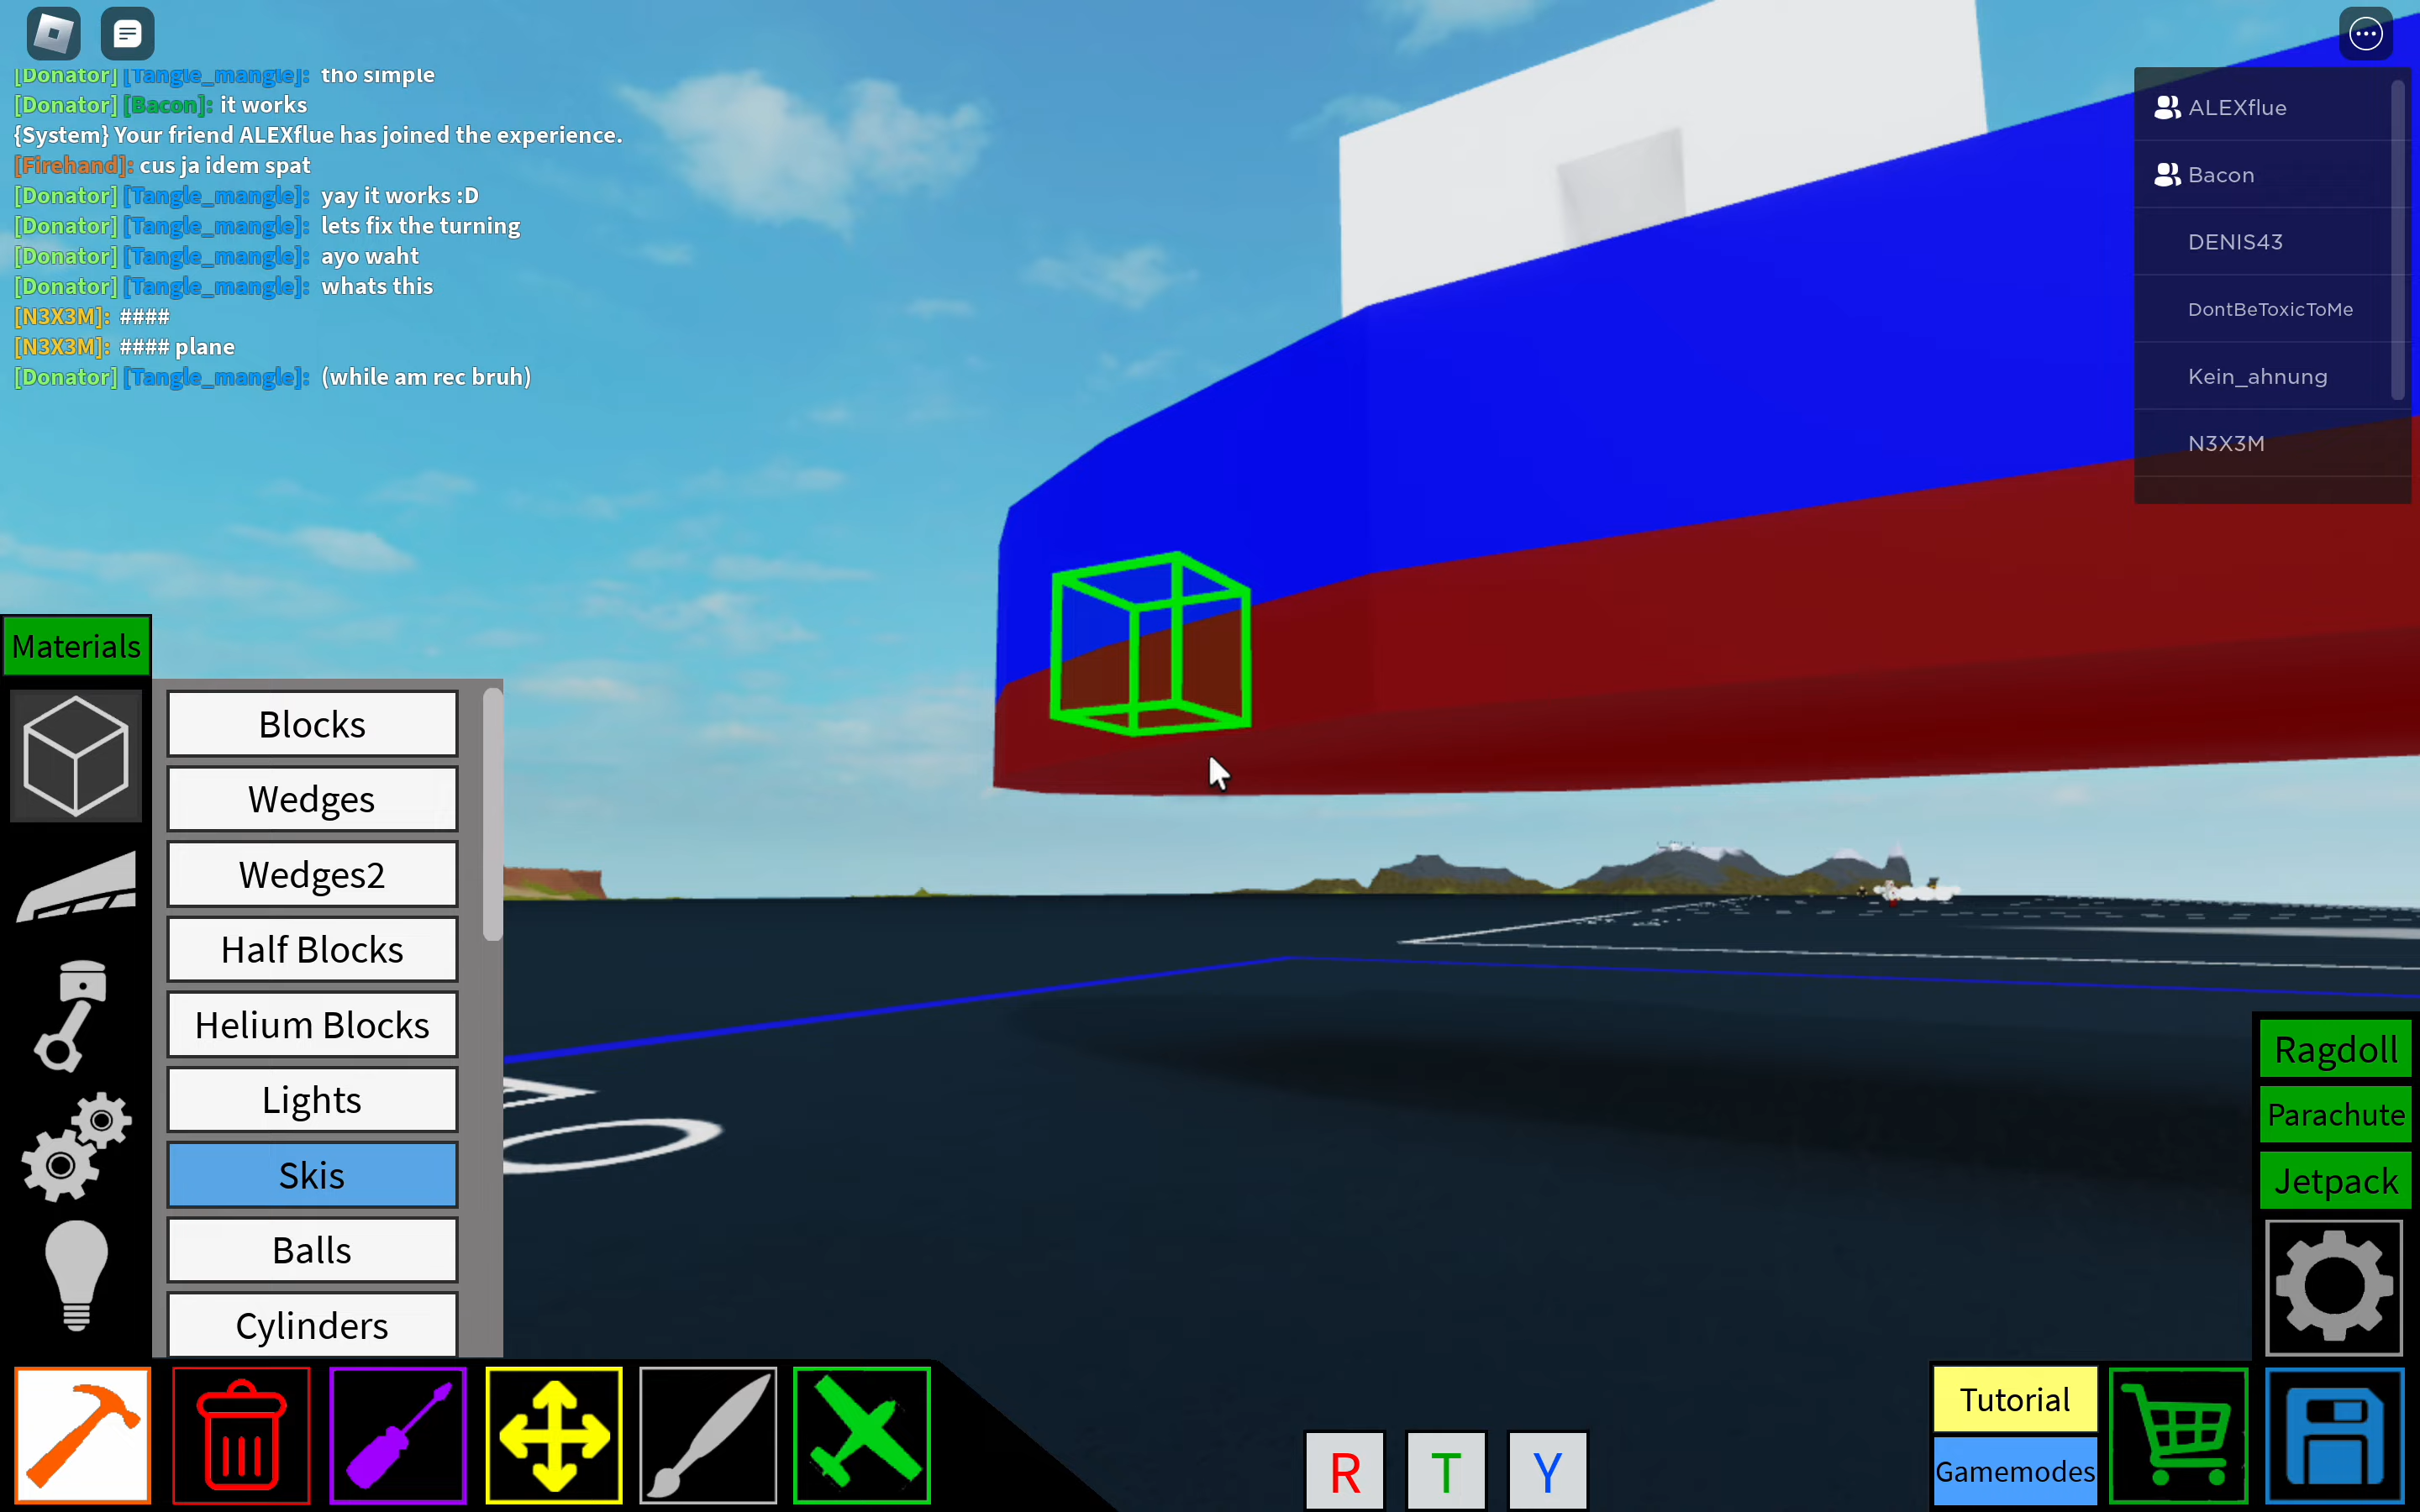 [Donator] [Tangle_mangle]: tho simple
[Donator] [Bacon]: it works
{System} Your friend ALEXflue has joined the experience.
[Firehand]: cus ja idem spat
[Donator] [Tangle_mangle]: yay it works :D
[Donator] [Tangle_mangle]: lets fix the turning
[Donator] [Tangle_mangle]: ayo waht
[Donator] [Tangle_mangle]: whats this
[N3X3M]: ####
[N3X3M]: #### plane
[Donator] [Tangle_mangle]: (while am rec bruh)
ALEXflue
Bacon
DENIS43
DontBeToxicToMe
Kein_ahnung
N3X3M
Materials
Blocks
Wedges
Wedges2
Half Blocks
Helium Blocks
Lights
Skis
Balls
Cylinders
Ragdoll
Parachute
Jetpack
Tutorial
Gamemodes
R T Y